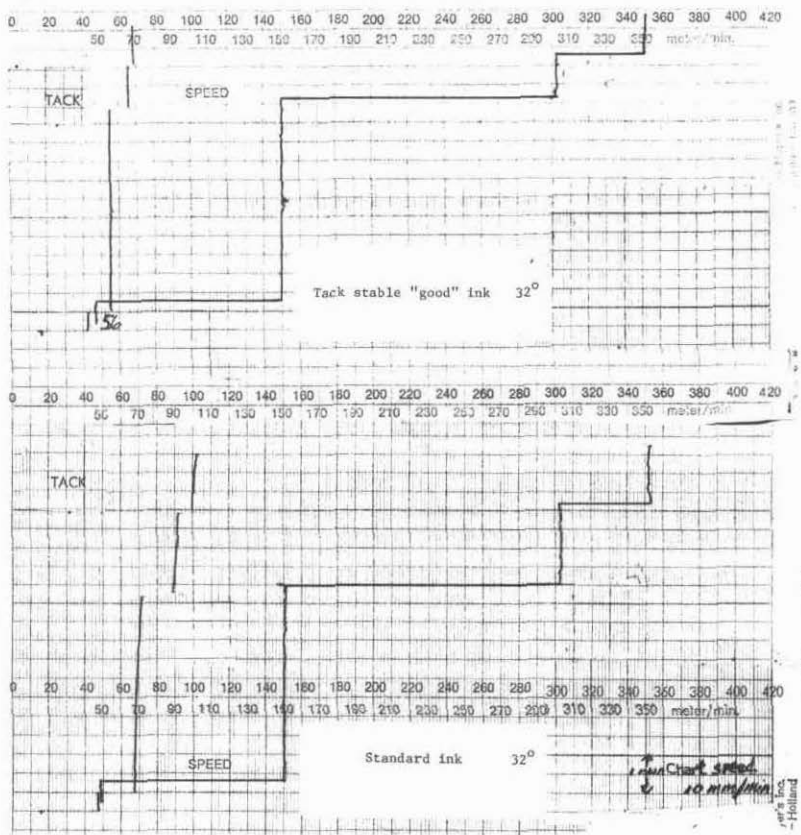 0 20 40 60 80 100 120 140 160 180 200 220 240 260 280 300 320 340 360 380 400 420
50 70 90 110 130 150 170 190 210 230 250 270 290 310 330 350 meter/min.
TACK SPEED
Tack stable "good" ink 32°
56
0 20 40 60 80 100 120 140 160 180 200 220 240 260 280 300 320 340 360 380 400 420
50 70 90 110 130 150 170 190 210 230 250 270 290 310 330 350 meter/min.
TACK
0 20 40 60 80 100 120 140 160 180 200 220 240 260 280 300 320 340 360 380 400 420
50 70 90 110 130 150 170 190 210 230 250 270 290 310 330 350 meter/min.
SPEED
Standard ink 32°
1 min Chart speed
10 mm/min
er's Inc.
– Holland